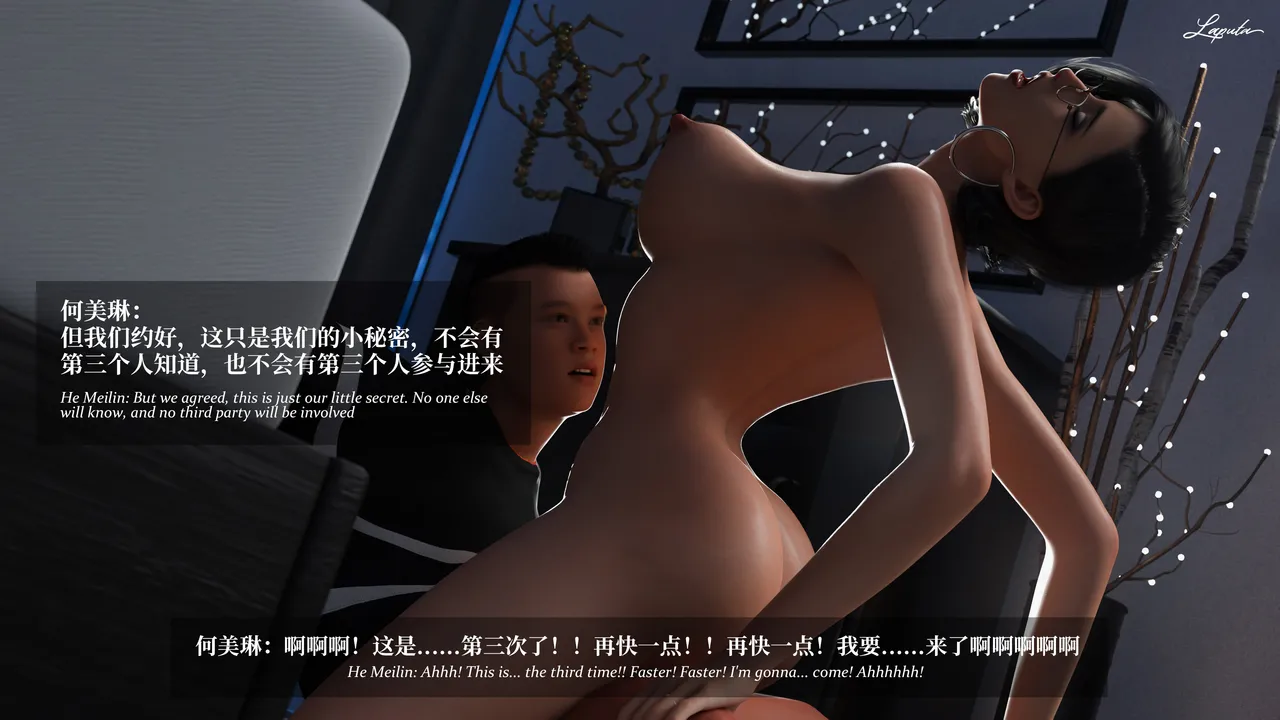 Laputa
何美琳：
但我们约好，这只是我们的小秘密，不会有
第三个人知道，也不会有第三个人参与进来
He Meilin: But we agreed, this is just our little secret. No one else
will know, and no third party will be involved
何美琳：啊啊啊！这是……第三次了！！再快一点！！再快一点！我要……来了啊啊啊啊啊
He Meilin: Ahhh! This is... the third time!! Faster! Faster! I'm gonna... come! Ahhhhhh!